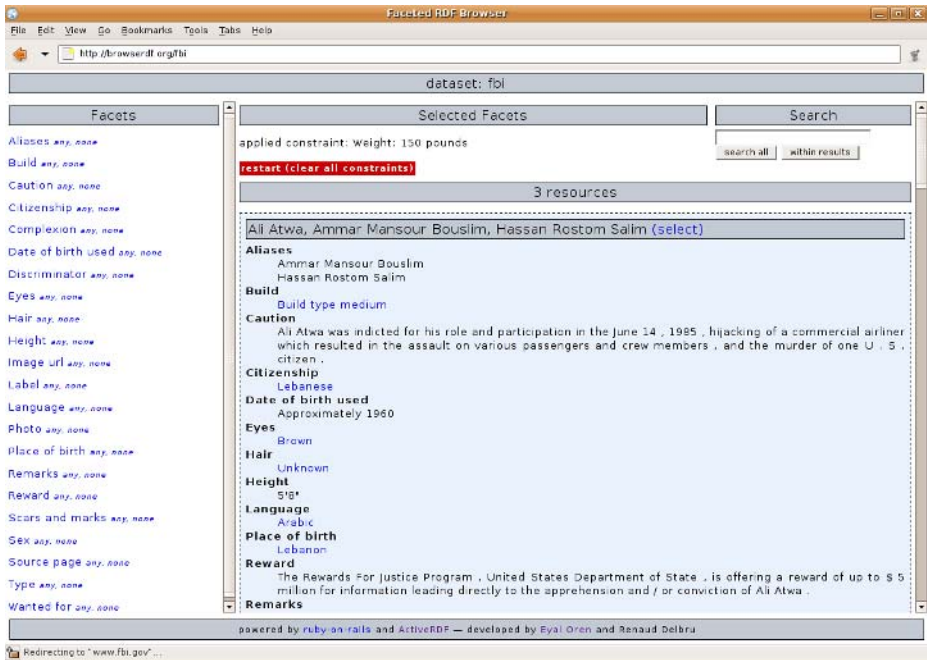 Faceted RDF Browser
File Edit View Go Bookmarks Tools Tabs Help
http://browserdf.org/fbi
dataset: fbi
Facets
Aliases any, none
Build any, none
Caution any, none
Citizenship any, none
Complexion any, none
Date of birth used any, none
Discriminator any, none
Eyes any, none
Hair any, none
Height any, none
Image url any, none
Label any, none
Language any, none
Photo any, none
Place of birth any, none
Remarks any, none
Reward any, none
Scars and marks any, none
Sex any, none
Source page any, none
Type any, none
Wanted for any, none
Selected Facets
applied constraint: Weight: 150 pounds
restart (clear all constraints)
Search
search all within results
3 resources
Ali Atwa, Ammar Mansour Bouslim, Hassan Rostom Salim (select)
Aliases
Ammar Mansour Bouslim
Hassan Rostom Salim
Build
Build type medium
Caution
Ali Atwa was indicted for his role and participation in the June 14 , 1985 , hijacking of a commercial airliner
which resulted in the assault on various passengers and crew members , and the murder of one U . S .
citizen .
Citizenship
Lebanese
Date of birth used
Approximately 1960
Eyes
Brown
Hair
Unknown
Height
5'8"
Language
Arabic
Place of birth
Lebanon
Reward
The Rewards For Justice Program , United States Department of State , is offering a reward of up to $ 5
million for information leading directly to the apprehension and / or conviction of Ali Atwa .
Remarks
powered by ruby-on-rails and ActiveRDF — developed by Eyal Oren and Renaud Delbru
Redirecting to "www.fbi.gov"...